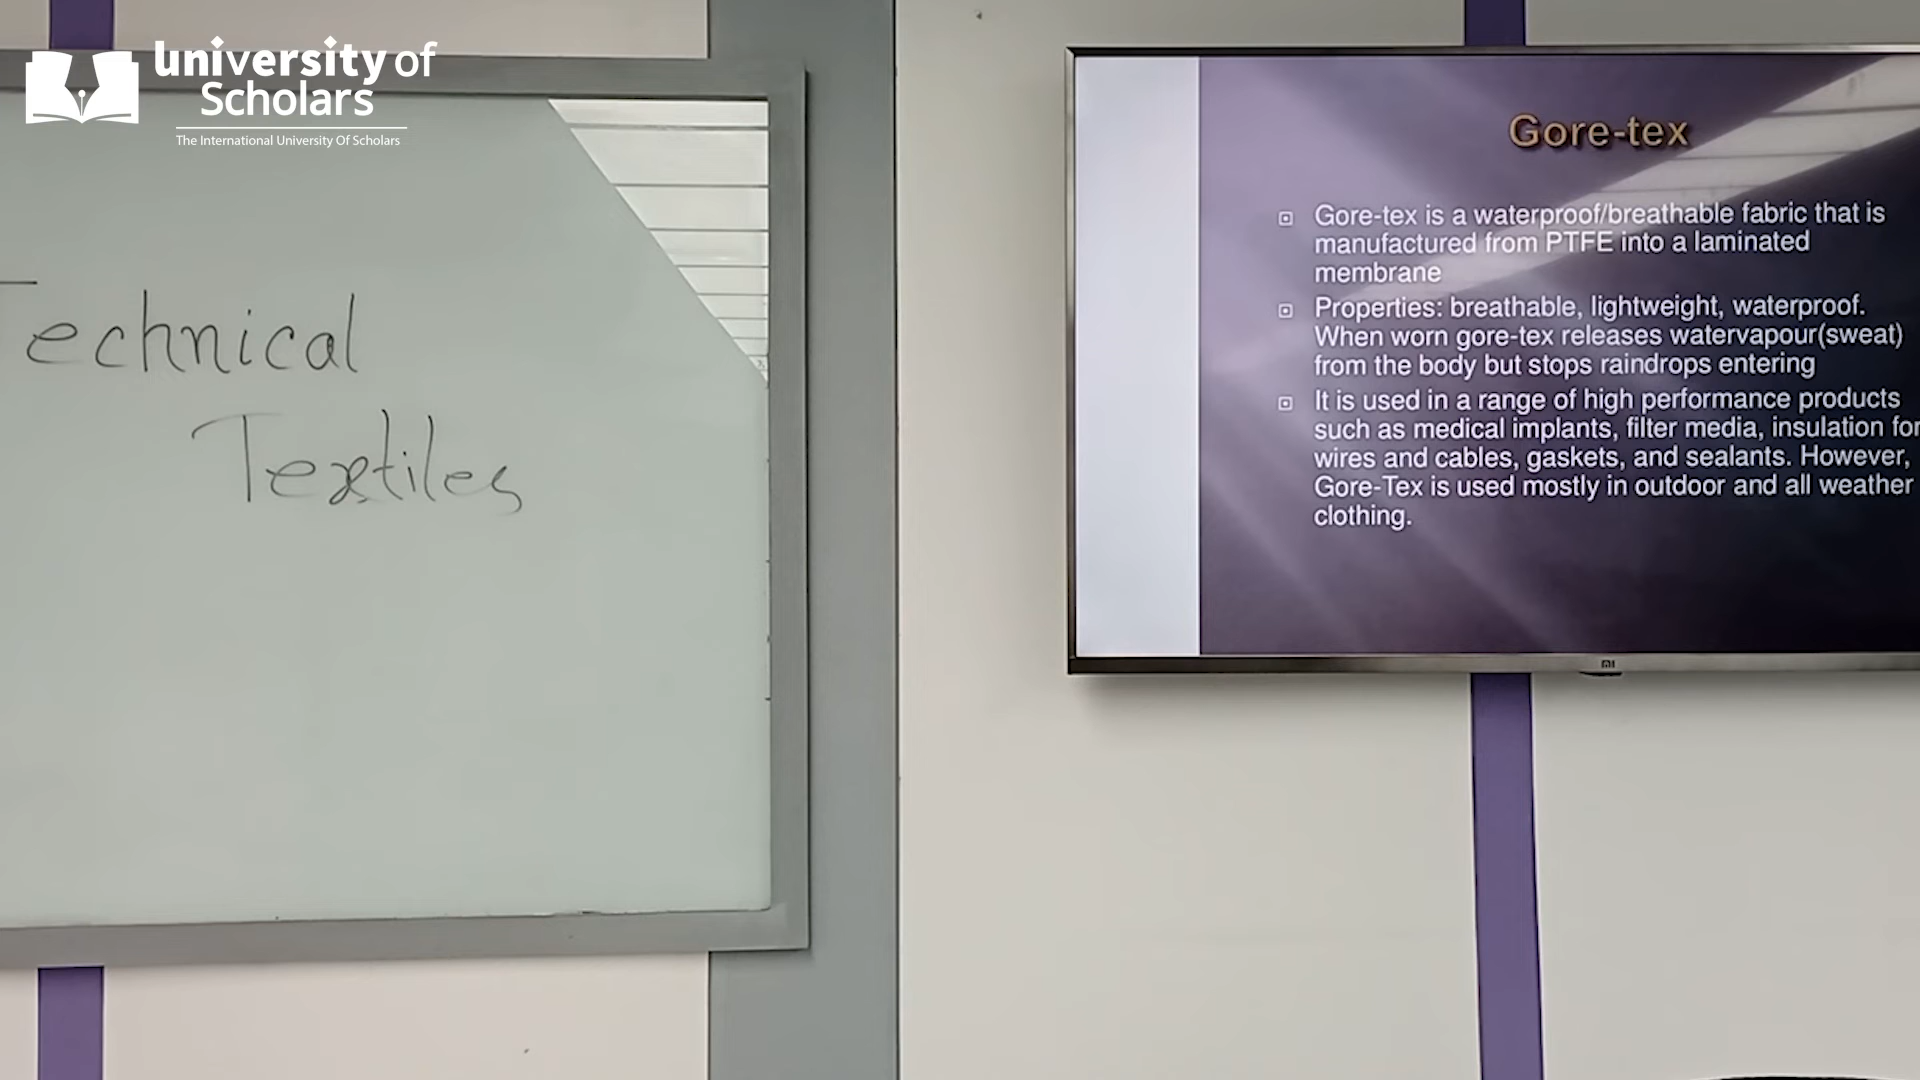 University of
Scholars
The International University Of Scholars
Technical
Textiles
Gore-tex
Gore-tex is a waterproof/breathable fabric that is
manufactured from PTFE into a laminated
membrane
Properties: breathable, lightweight, waterproof.
When worn gore-tex releases watervapour(sweat)
from the body but stops raindrops entering
It is used in a range of high performance products
such as medical implants, filter media, insulation for
wires and cables, gaskets, and sealants. However,
Gore-Tex is used mostly in outdoor and all weather
clothing.
mi